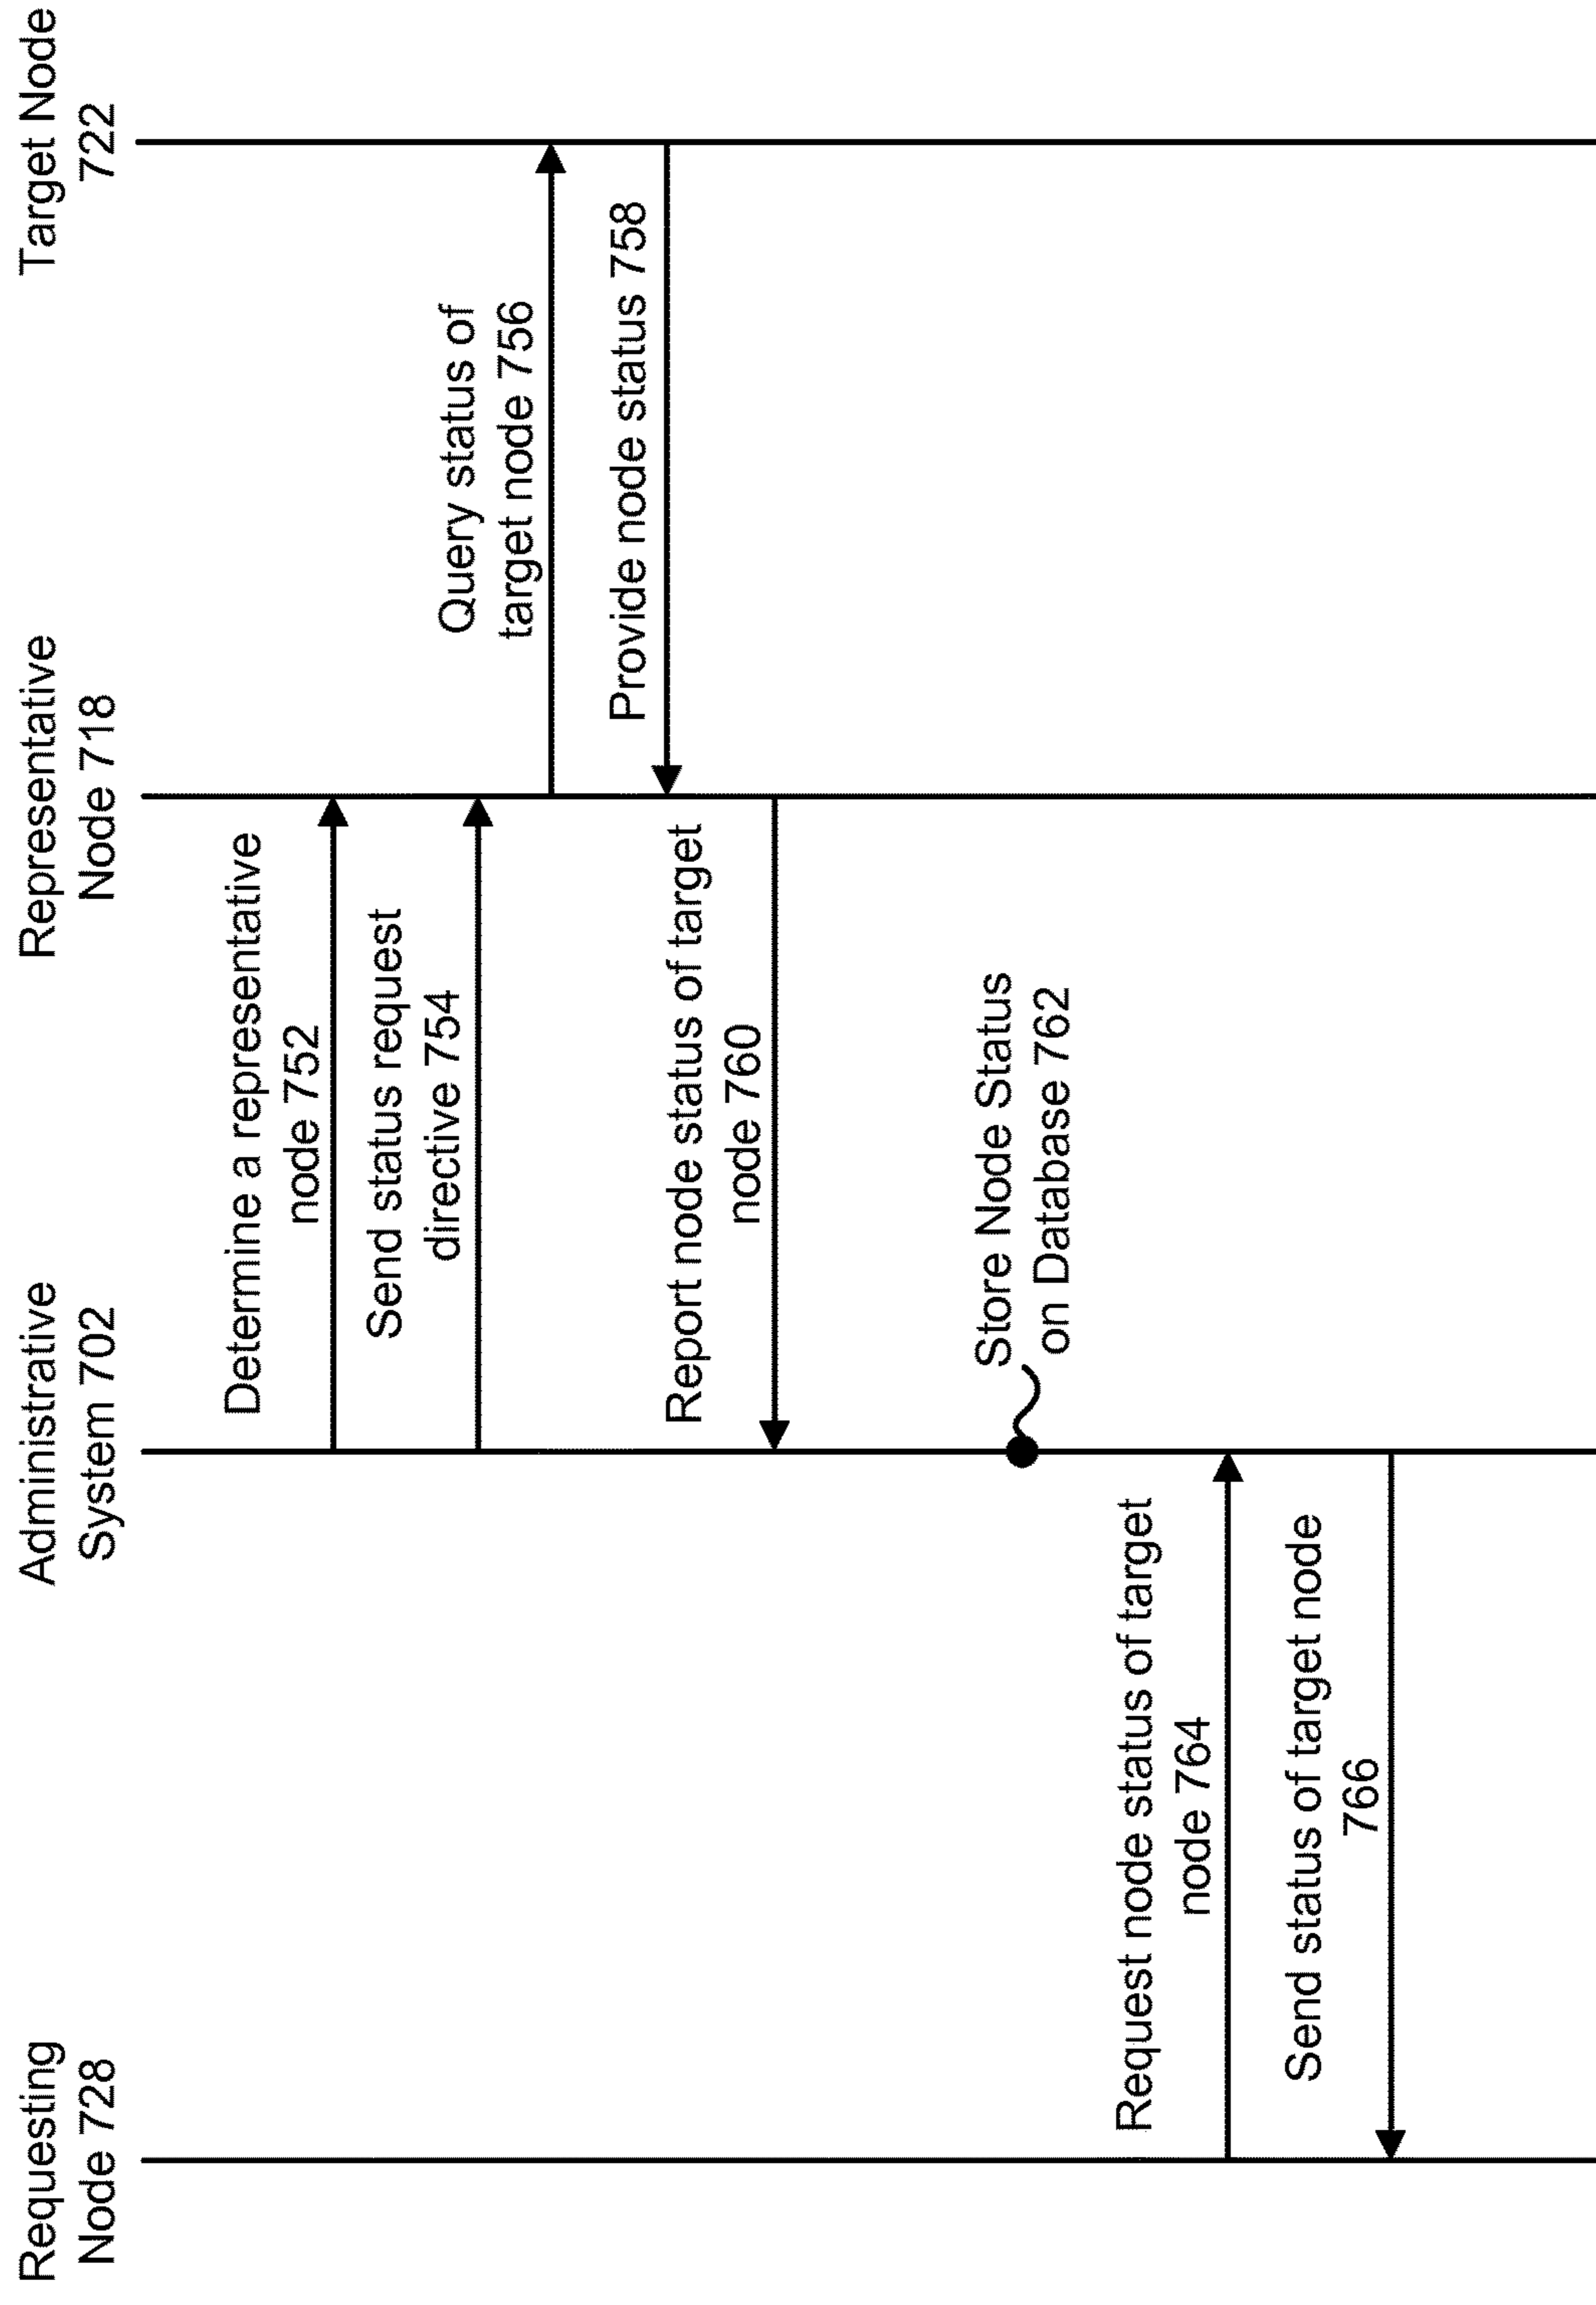 Requesting
Node 728
Administrative
System 702
Representative
Node 718
Target Node
722
Determine a representative
node 752
Send status request
directive 754
Query status of
target node 756
Provide node status 758
Report node status of target
node 760
Store Node Status
on Database 762
Request node status of target
node 764
Send status of target node
766